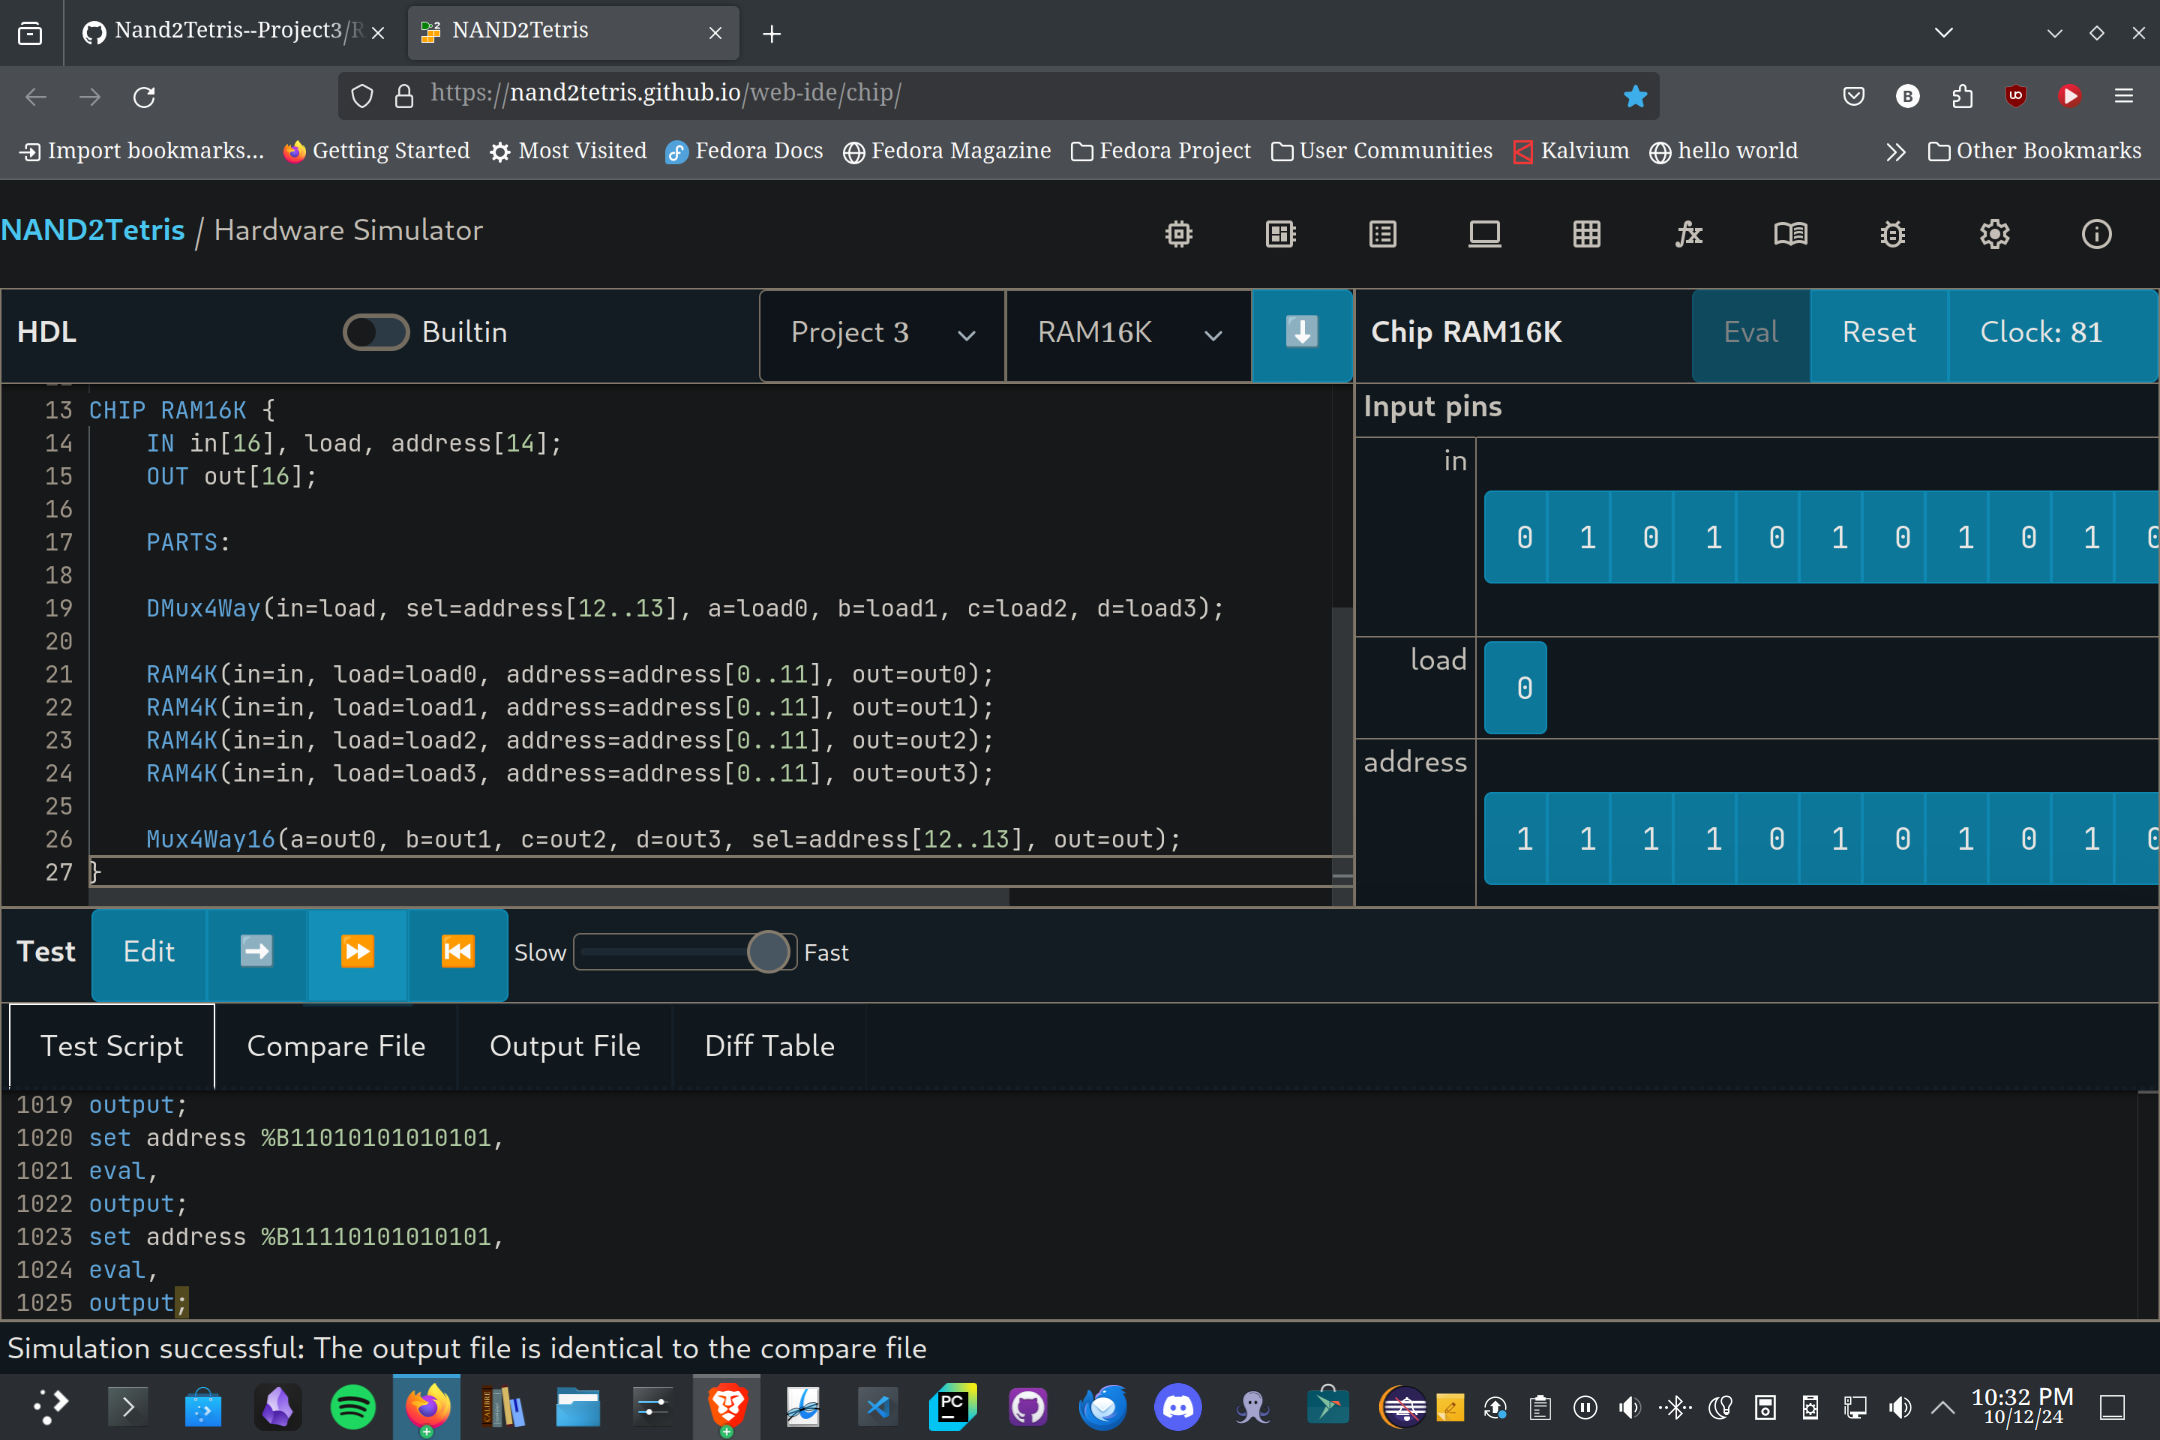 Nand2Tetris--Project3/R
NAND2Tetris
https://nand2tetris.github.io/web-ide/chip/
Import bookmarks...
Getting Started
Most Visited
Fedora Docs
Fedora Magazine
Fedora Project
User Communities
Kalvium
hello world
Other Bookmarks
NAND2Tetris / Hardware Simulator
HDL
Builtin
Project 3
RAM16K
Chip RAM16K
Eval
Reset
Clock: 81
13 CHIP RAM16K {
14 IN in[16], load, address[14];
15 OUT out[16];
16
17 PARTS:
18
19 DMux4Way(in=load, sel=address[12..13], a=load0, b=load1, c=load2, d=load3);
20
21 RAM4K(in=in, load=load0, address=address[0..11], out=out0);
22 RAM4K(in=in, load=load1, address=address[0..11], out=out1);
23 RAM4K(in=in, load=load2, address=address[0..11], out=out2);
24 RAM4K(in=in, load=load3, address=address[0..11], out=out3);
25
26 Mux4Way16(a=out0, b=out1, c=out2, d=out3, sel=address[12..13], out=out);
27 }
Input pins
in
0 1 0 1 0 1 0 1 0 1 0
load
0
address
1 1 1 1 0 1 0 1 0 1 0
Test
Edit
Slow
Fast
Test Script
Compare File
Output File
Diff Table
1019 output;
1020 set address %B11010101010101,
1021 eval,
1022 output;
1023 set address %B11110101010101,
1024 eval,
1025 output;
Simulation successful: The output file is identical to the compare file
CALIBRE
PC
10:32 PM
10/12/24